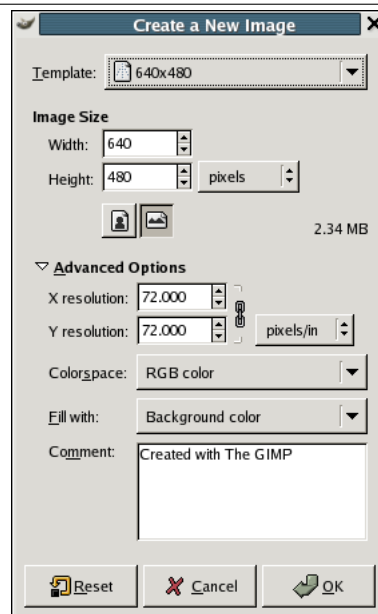 Create a New Image
Template: 640x480
Image Size
Width: 640
Height: 480 pixels
2.34 MB
Advanced Options
X resolution: 72.000
Y resolution: 72.000 pixels/in
Colorspace: RGB color
Fill with: Background color
Comment: Created with The GIMP
Reset Cancel OK